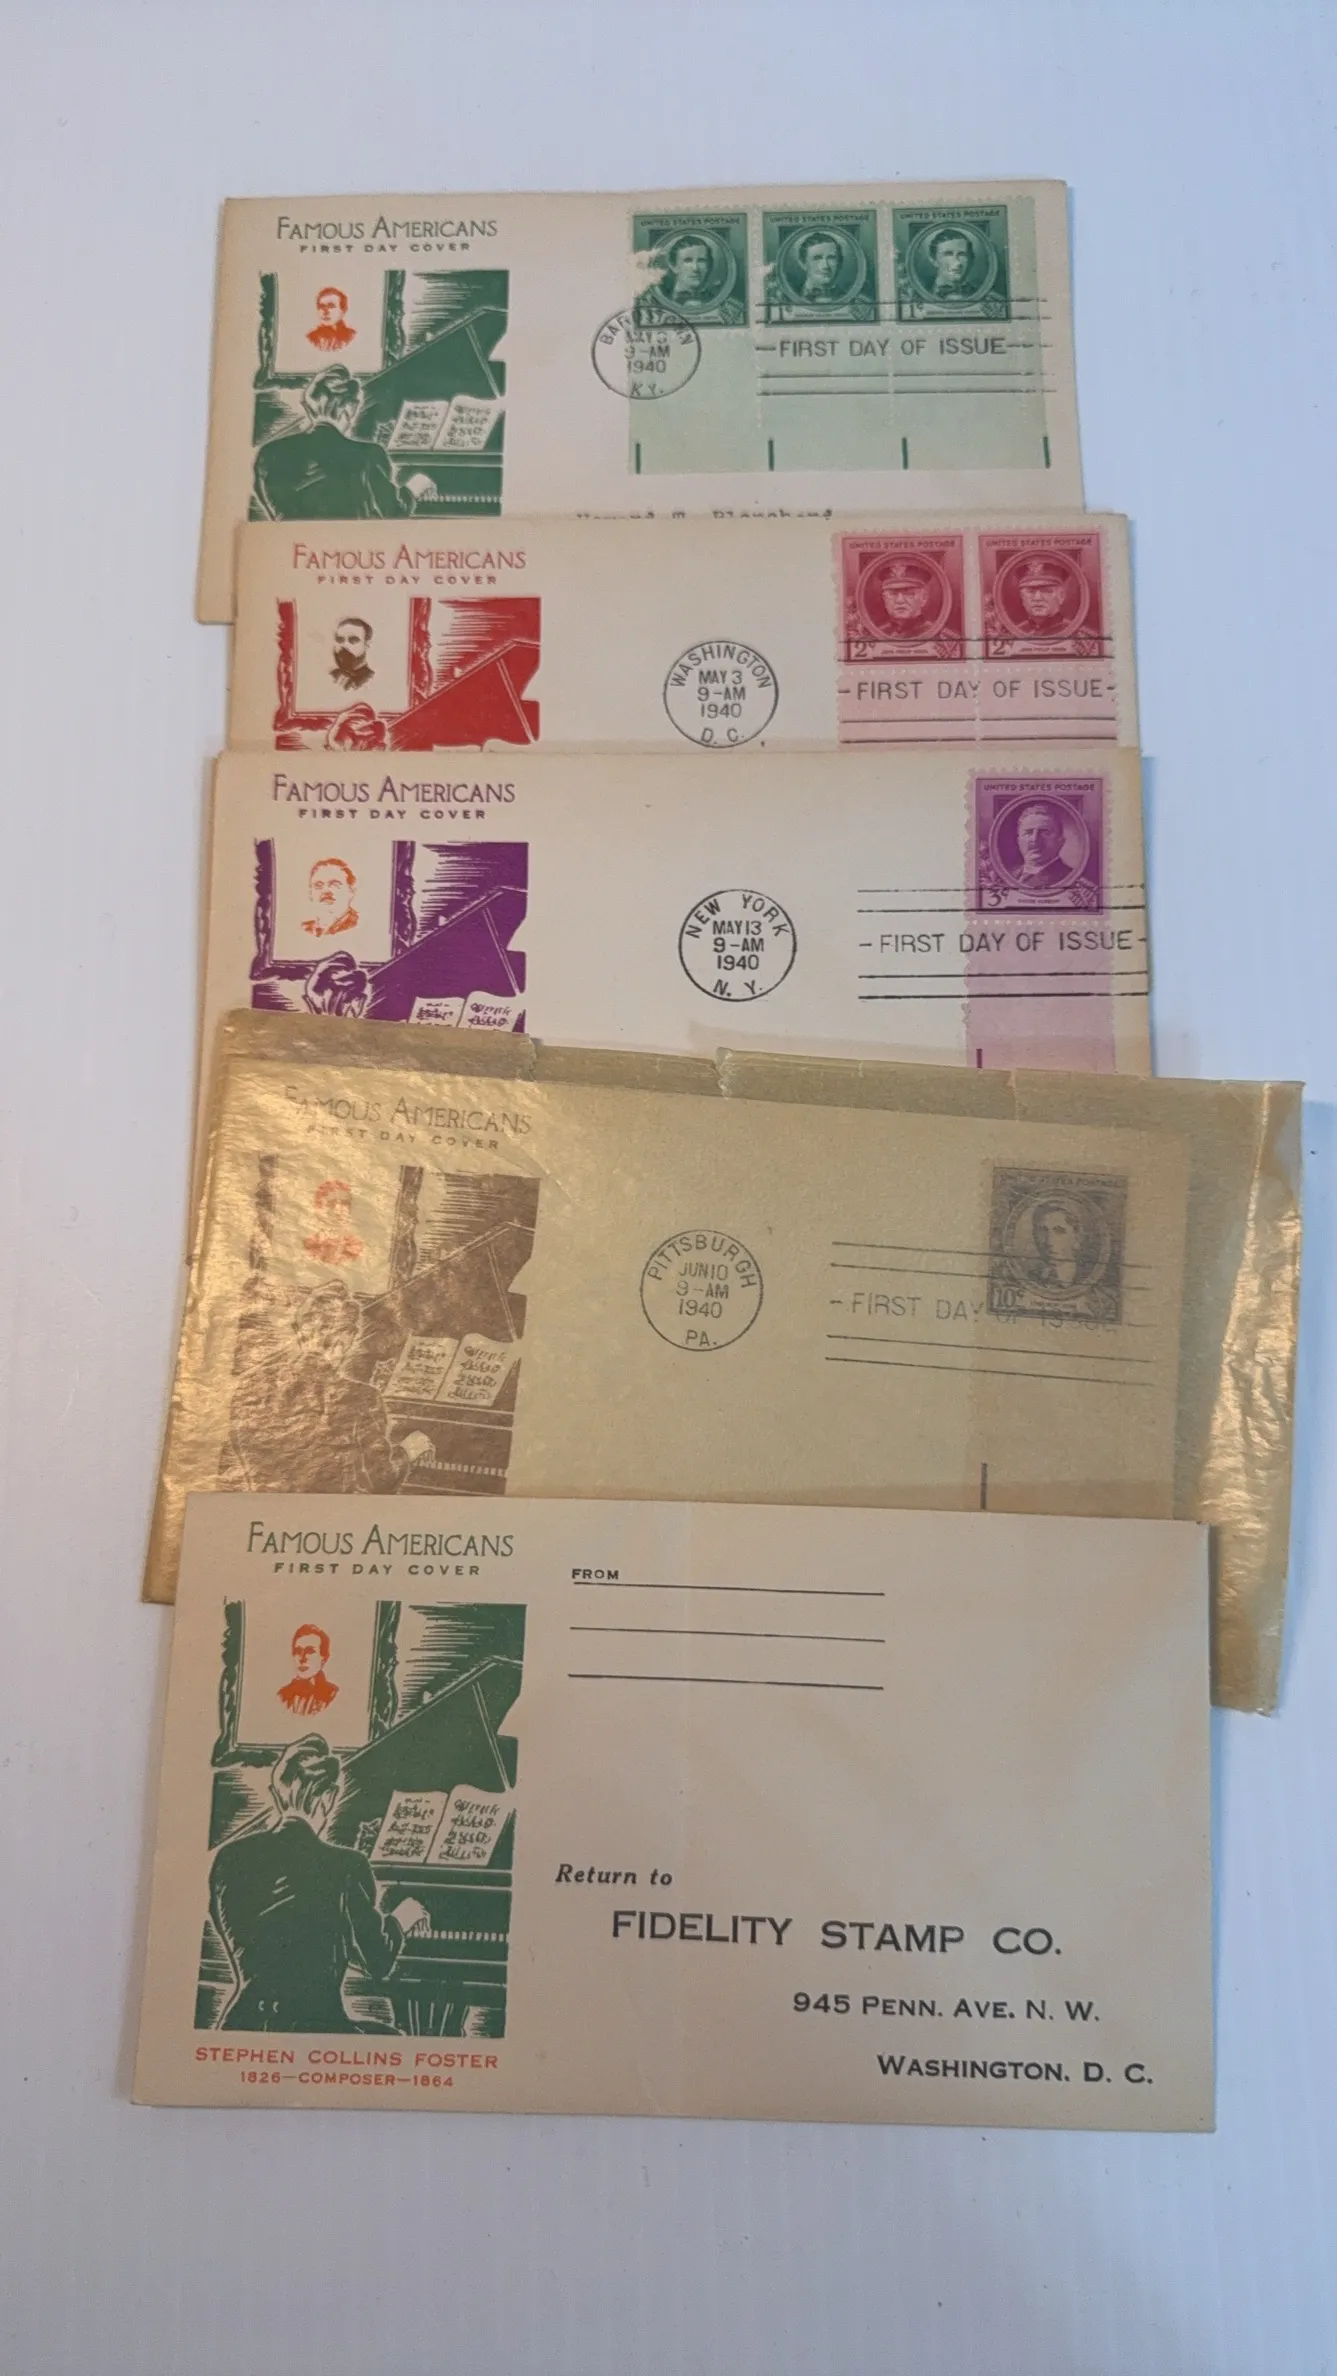 FAMOUS AMERICANS
FIRST DAY COVER
UNITED STATES POSTAGE
UNITED STATES POSTAGE
UNITED STATES POSTAGE
1¢
1¢
BARDSTOWN
MAY 3
9-AM
1940
KY.
FIRST DAY OF ISSUE
FAMOUS AMERICANS
FIRST DAY COVER
UNITED STATES POSTAGE
UNITED STATES POSTAGE
2¢
2¢
WASHINGTON
MAY 3
9-AM
1940
D. C.
FIRST DAY OF ISSUE
FAMOUS AMERICANS
FIRST DAY COVER
UNITED STATES POSTAGE
3¢
NEW YORK
MAY 13
9-AM
1940
N. Y.
FIRST DAY OF ISSUE
FAMOUS AMERICANS
FIRST DAY COVER
UNITED STATES POSTAGE
10¢
PITTSBURGH
JUN 10
9-AM
1940
PA.
FIRST DAY OF ISSUE
FAMOUS AMERICANS
FIRST DAY COVER
FROM
Return to
FIDELITY STAMP CO.
945 PENN. AVE. N. W.
WASHINGTON, D. C.
STEPHEN COLLINS FOSTER
1826—COMPOSER—1864